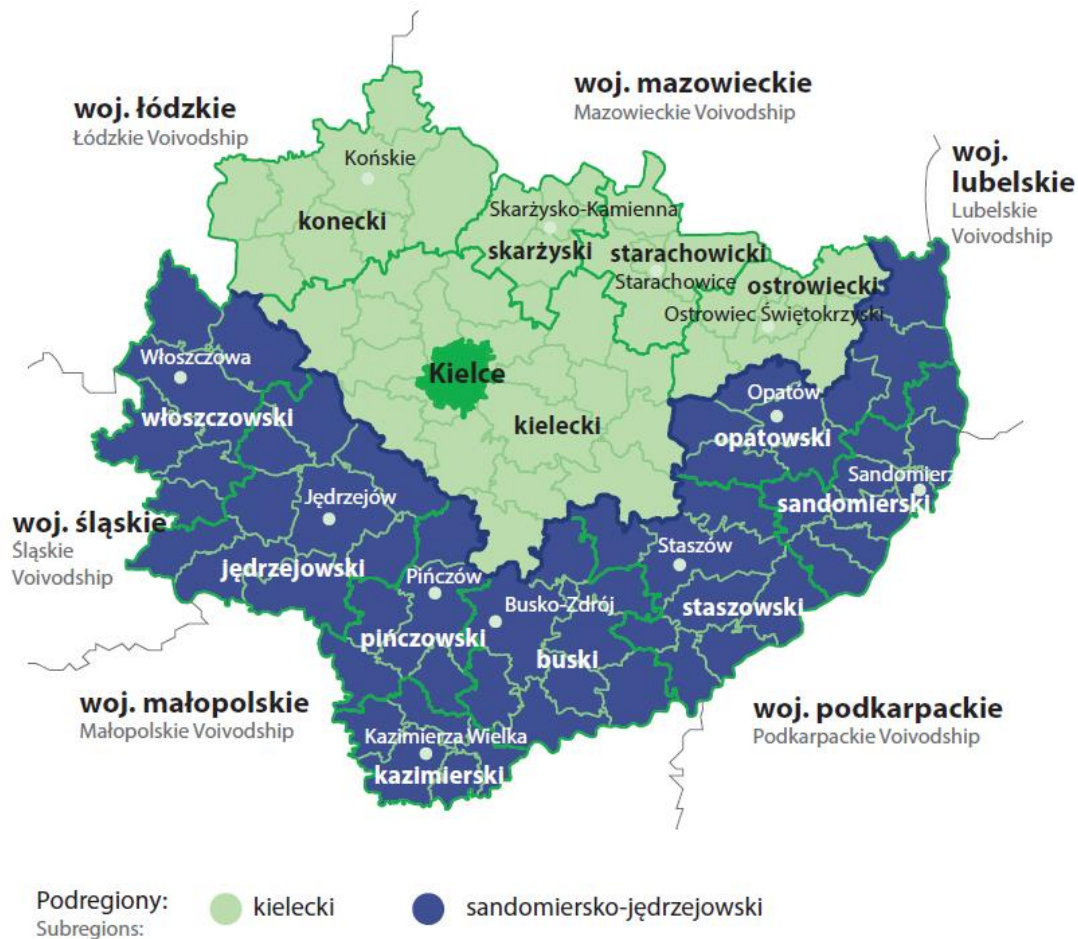 woj. łódzkie
Łódzkie Voivodship
woj. mazowieckie
Mazowieckie Voivodship
woj.
lubelskie
Lubelskie
Voivodship
Końskie
konecki
Skarżysko-Kamienna
skarżyski
starachowicki
Starachowice
ostrowiecki
Ostrowiec Świętokrzyski
Włoszczowa
włoszczowski
Kielce
kielecki
Opatów
opatowski
Sandomierz
sandomierski
Jędrzejów
jędrzejowski
woj. śląskie
Śląskie
Voivodship
Pińczów
pińczowski
Busko-Zdrój
buski
Staszów
staszowski
woj. małopolskie
Małopolskie Voivodship
Kazimierza Wielka
kazimierski
woj. podkarpackie
Podkarpackie Voivodship
Podregiony:
Subregions:
kielecki
sandomiersko-jędrzejowski